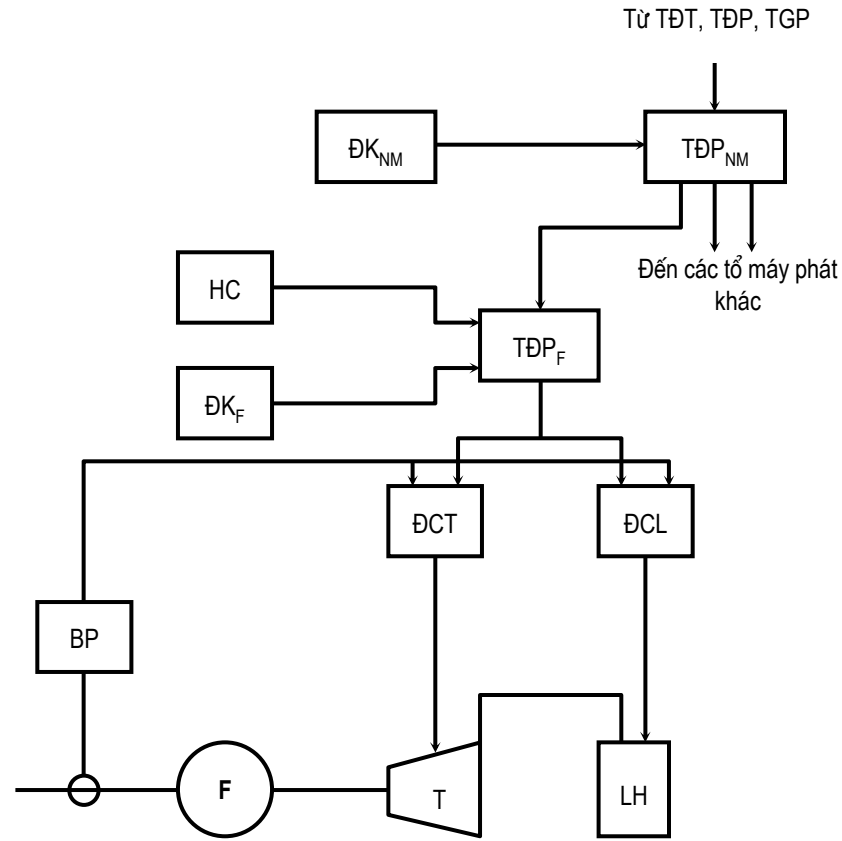 Từ TĐT, TĐP, TGP
ĐK_NM
TĐP_NM
Đến các tổ máy phát
khác
HC
TĐP_F
ĐK_F
ĐCT
ĐCL
BP
F
T
LH